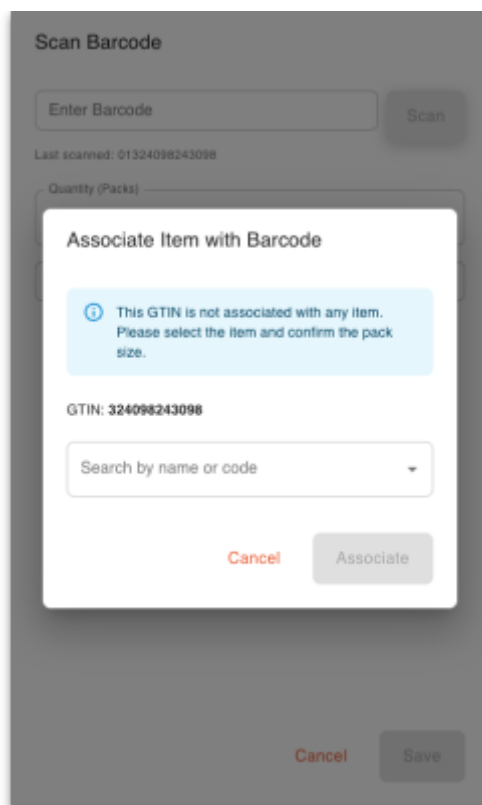 Scan Barcode
Enter Barcode
Scan
Last scanned: 01324098243098
Quantity (Packs)
Associate Item with Barcode
This GTIN is not associated with any item.
Please select the item and confirm the pack
size.
GTIN: 324098243098
Search by name or code
Cancel
Associate
Cancel
Save